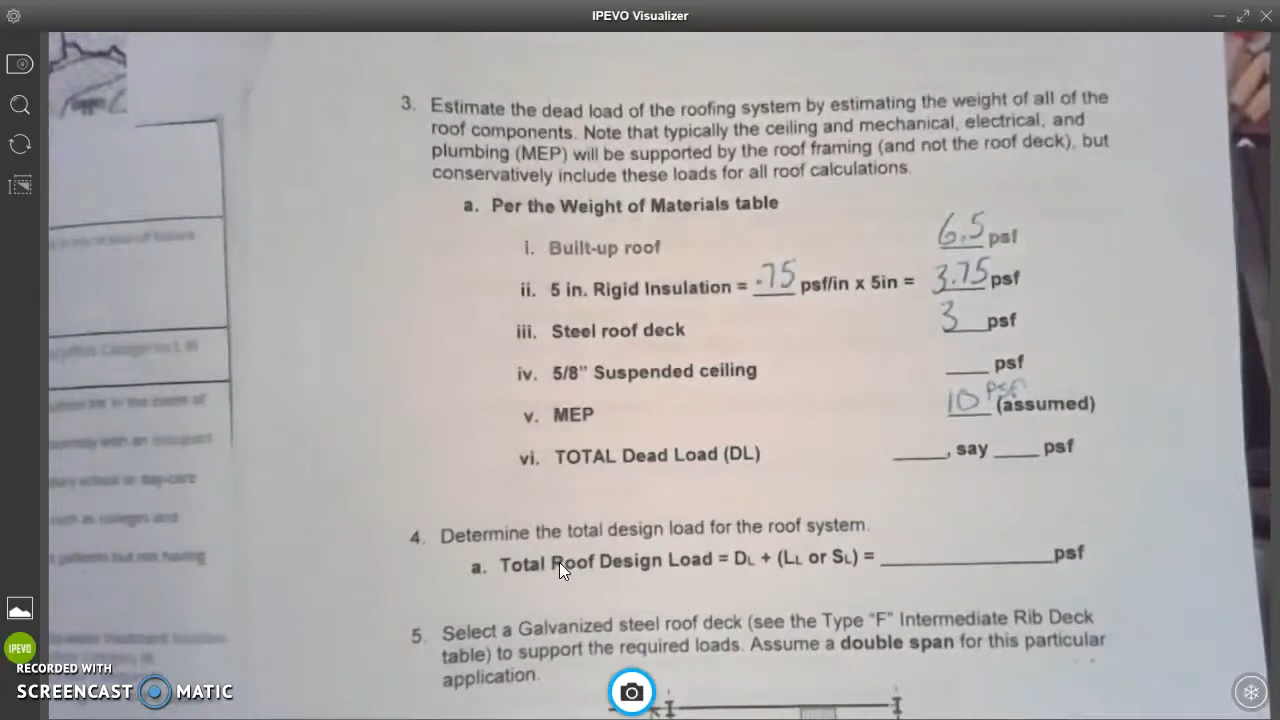 IPEVO Visualizer
3. Estimate the dead load of the roofing system by estimating the weight of all of the
roof components. Note that typically the ceiling and mechanical, electrical, and
plumbing (MEP) will be supported by the roof framing (and not the roof deck), but
conservatively include these loads for all roof calculations.
a. Per the Weight of Materials table
i. Built-up roof 6.5 psf
ii. 5 in. Rigid Insulation = .75 psf/in x 5in = 3.75 psf
iii. Steel roof deck 3 psf
iv. 5/8" Suspended ceiling ____ psf
v. MEP 10 (assumed)
vi. TOTAL Dead Load (DL) _____, say ____ psf
4. Determine the total design load for the roof system.
a. Total Roof Design Load = DL + (LL or SL) = ________________ psf
5. Select a Galvanized steel roof deck (see the Type "F" Intermediate Rib Deck
table) to support the required loads. Assume a double span for this particular
application.
IPEVO
RECORDED WITH
SCREENCAST MATIC